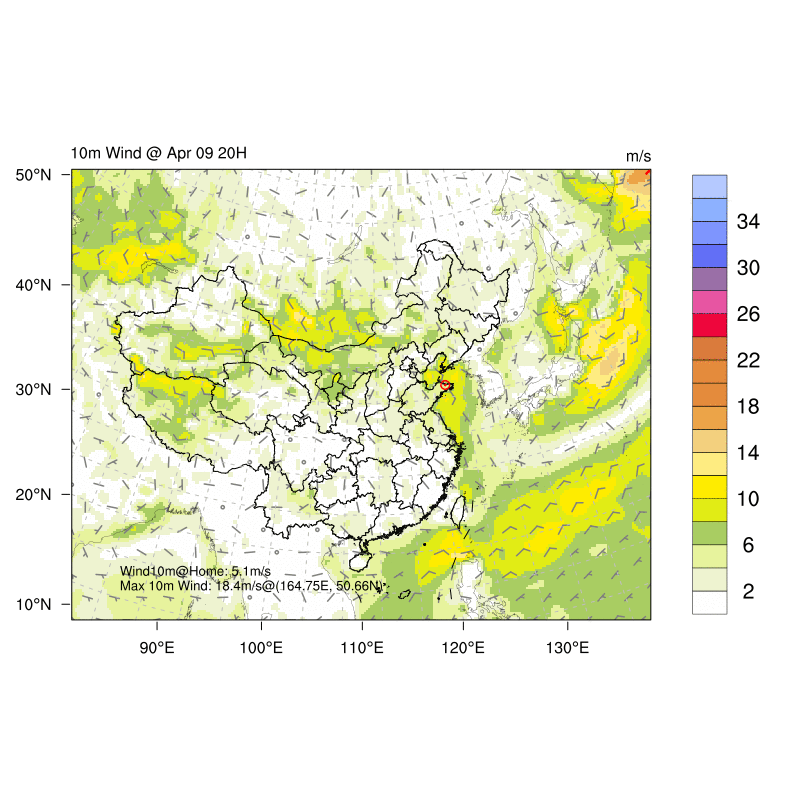 10m Wind @ Apr 09 20H
m/s
50°N
40°N
30°N
20°N
10°N
34
30
26
22
18
14
10
6
2
Wind10m@Home: 5.1m/s
Max 10m Wind: 18.4m/s@(164.75E, 50.66N)
90°E
100°E
110°E
120°E
130°E